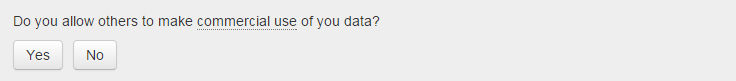 Do you allow others to make commercial use of you data?
Yes No